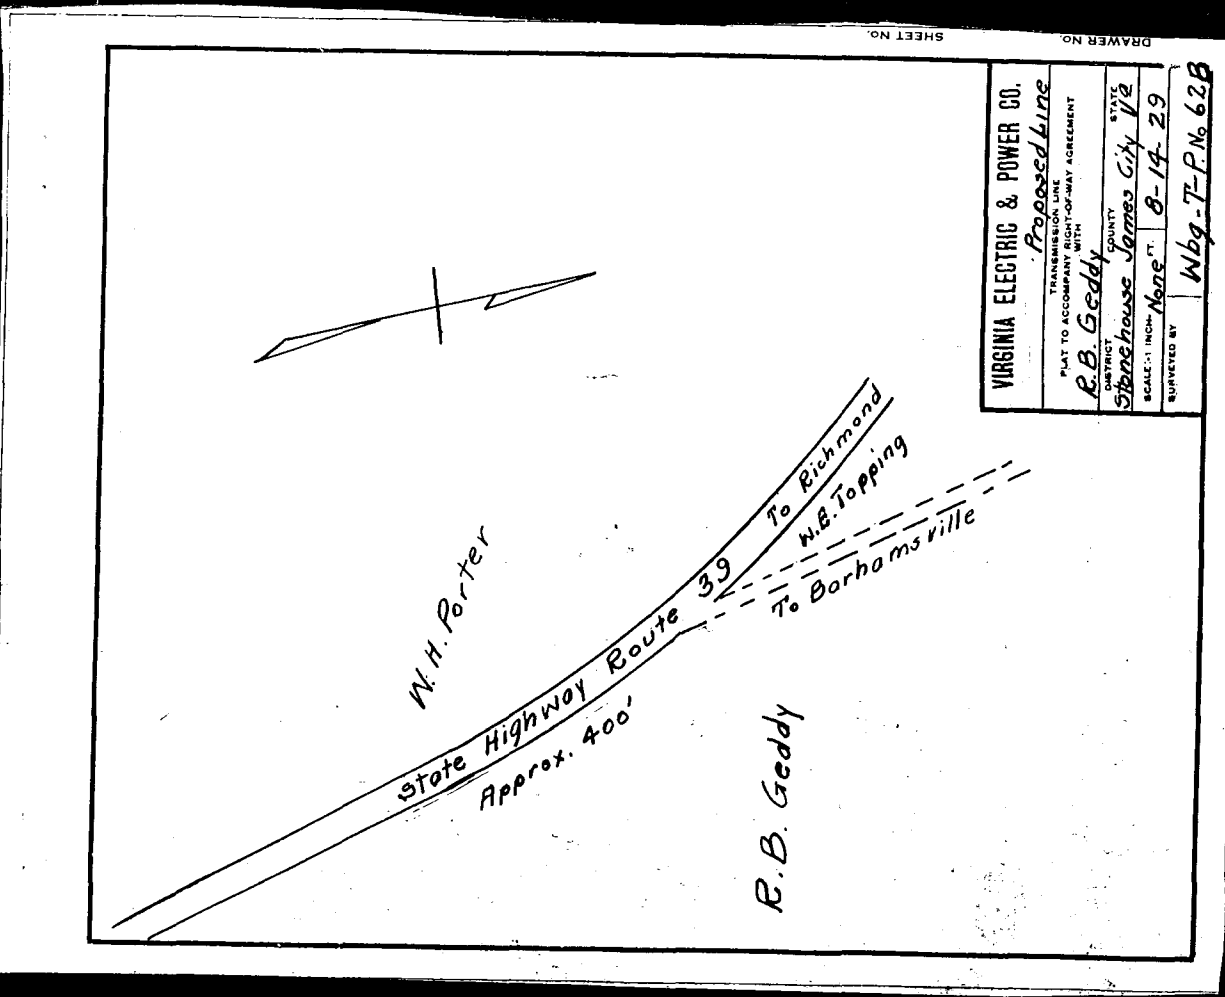 SHEET NO.
DRAWER NO.
VIRGINIA ELECTRIC & POWER CO.
Proposed Line
TRANSMISSION LINE
PLAT TO ACCOMPANY RIGHT-OF-WAY AGREEMENT
WITH
R.B. Geddy
DISTRICT COUNTY STATE
Stonehouse James City Va
SCALE:-1 INCH- None FT. 8-14-29
SURVEYED BY Wbg-T-P. No 62B
To Richmond
W.E. Topping
To Barhamsville
State Highway Route 39
W.H. Porter
Approx. 400'
R.B. Geddy